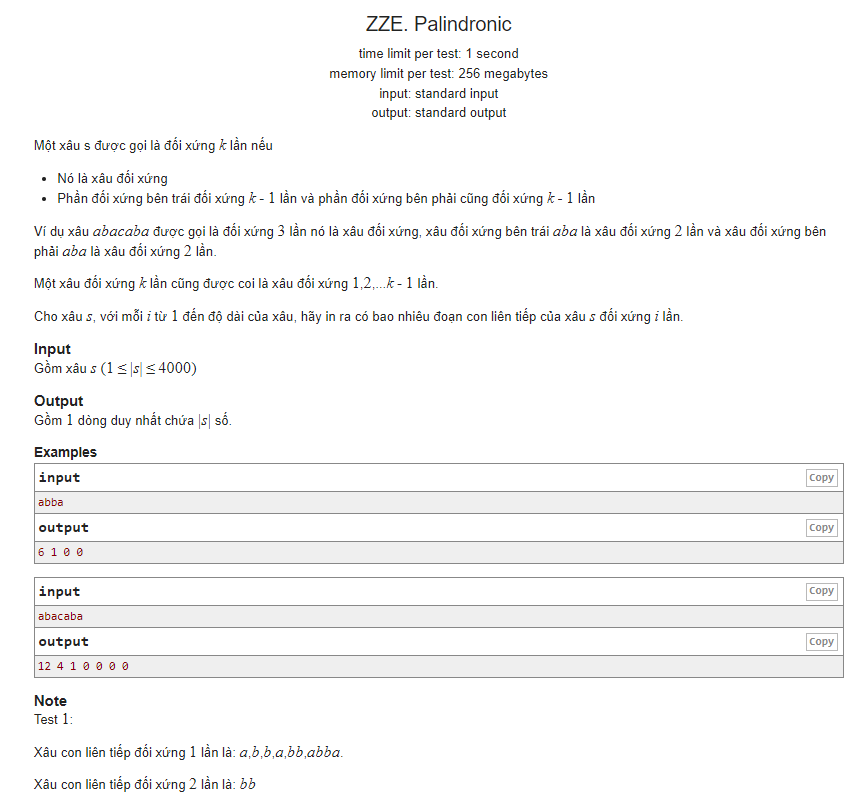 ZZE. Palindronic
time limit per test: 1 second
memory limit per test: 256 megabytes
input: standard input
output: standard output
Một xâu s được gọi là đối xứng k lần nếu
• Nó là xâu đối xứng
• Phần đối xứng bên trái đối xứng k - 1 lần và phần đối xứng bên phải cũng đối xứng k - 1 lần
Ví dụ xâu abacaba được gọi là đối xứng 3 lần nó là xâu đối xứng, xâu đối xứng bên trái aba là xâu đối xứng 2 lần và xâu đối xứng bên
phải aba là xâu đối xứng 2 lần.
Một xâu đối xứng k lần cũng được coi là xâu đối xứng 1,2,...k - 1 lần.
Cho xâu s, với mỗi i từ 1 đến độ dài của xâu, hãy in ra có bao nhiêu đoạn con liên tiếp của xâu s đối xứng i lần.
Input
Gồm xâu s (1 ≤ |s| ≤ 4000)
Output
Gồm 1 dòng duy nhất chứa |s| số.
Examples
input Copy
abba
output Copy
6 1 0 0
input Copy
abacaba
output Copy
12 4 1 0 0 0 0
Note
Test 1:
Xâu con liên tiếp đối xứng 1 lần là: a,b,b,a,bb,abba.
Xâu con liên tiếp đối xứng 2 lần là: bb